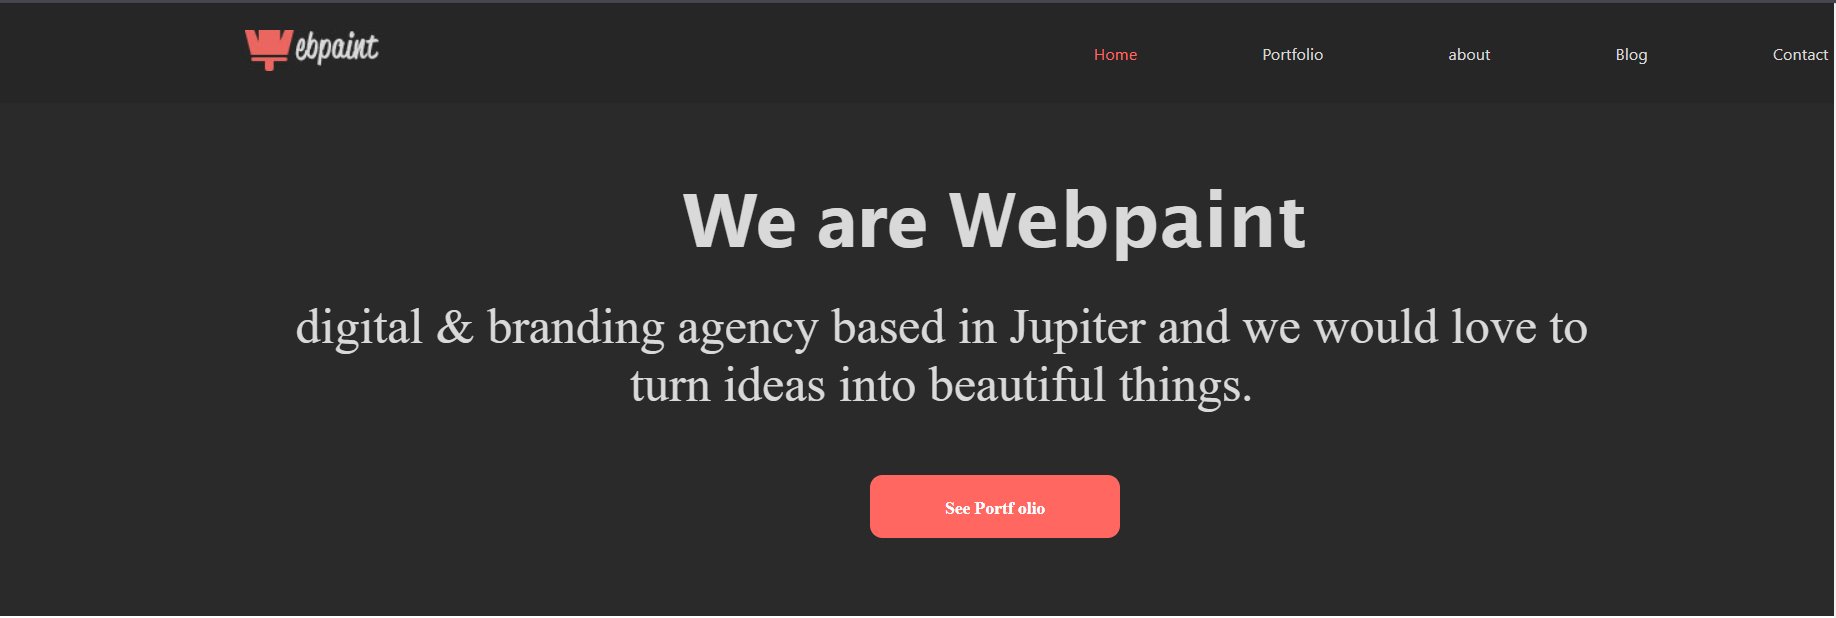 Webpaint
Home Portfolio about Blog Contact
We are Webpaint
digital & branding agency based in Jupiter and we would love to
turn ideas into beautiful things.
See Portf olio